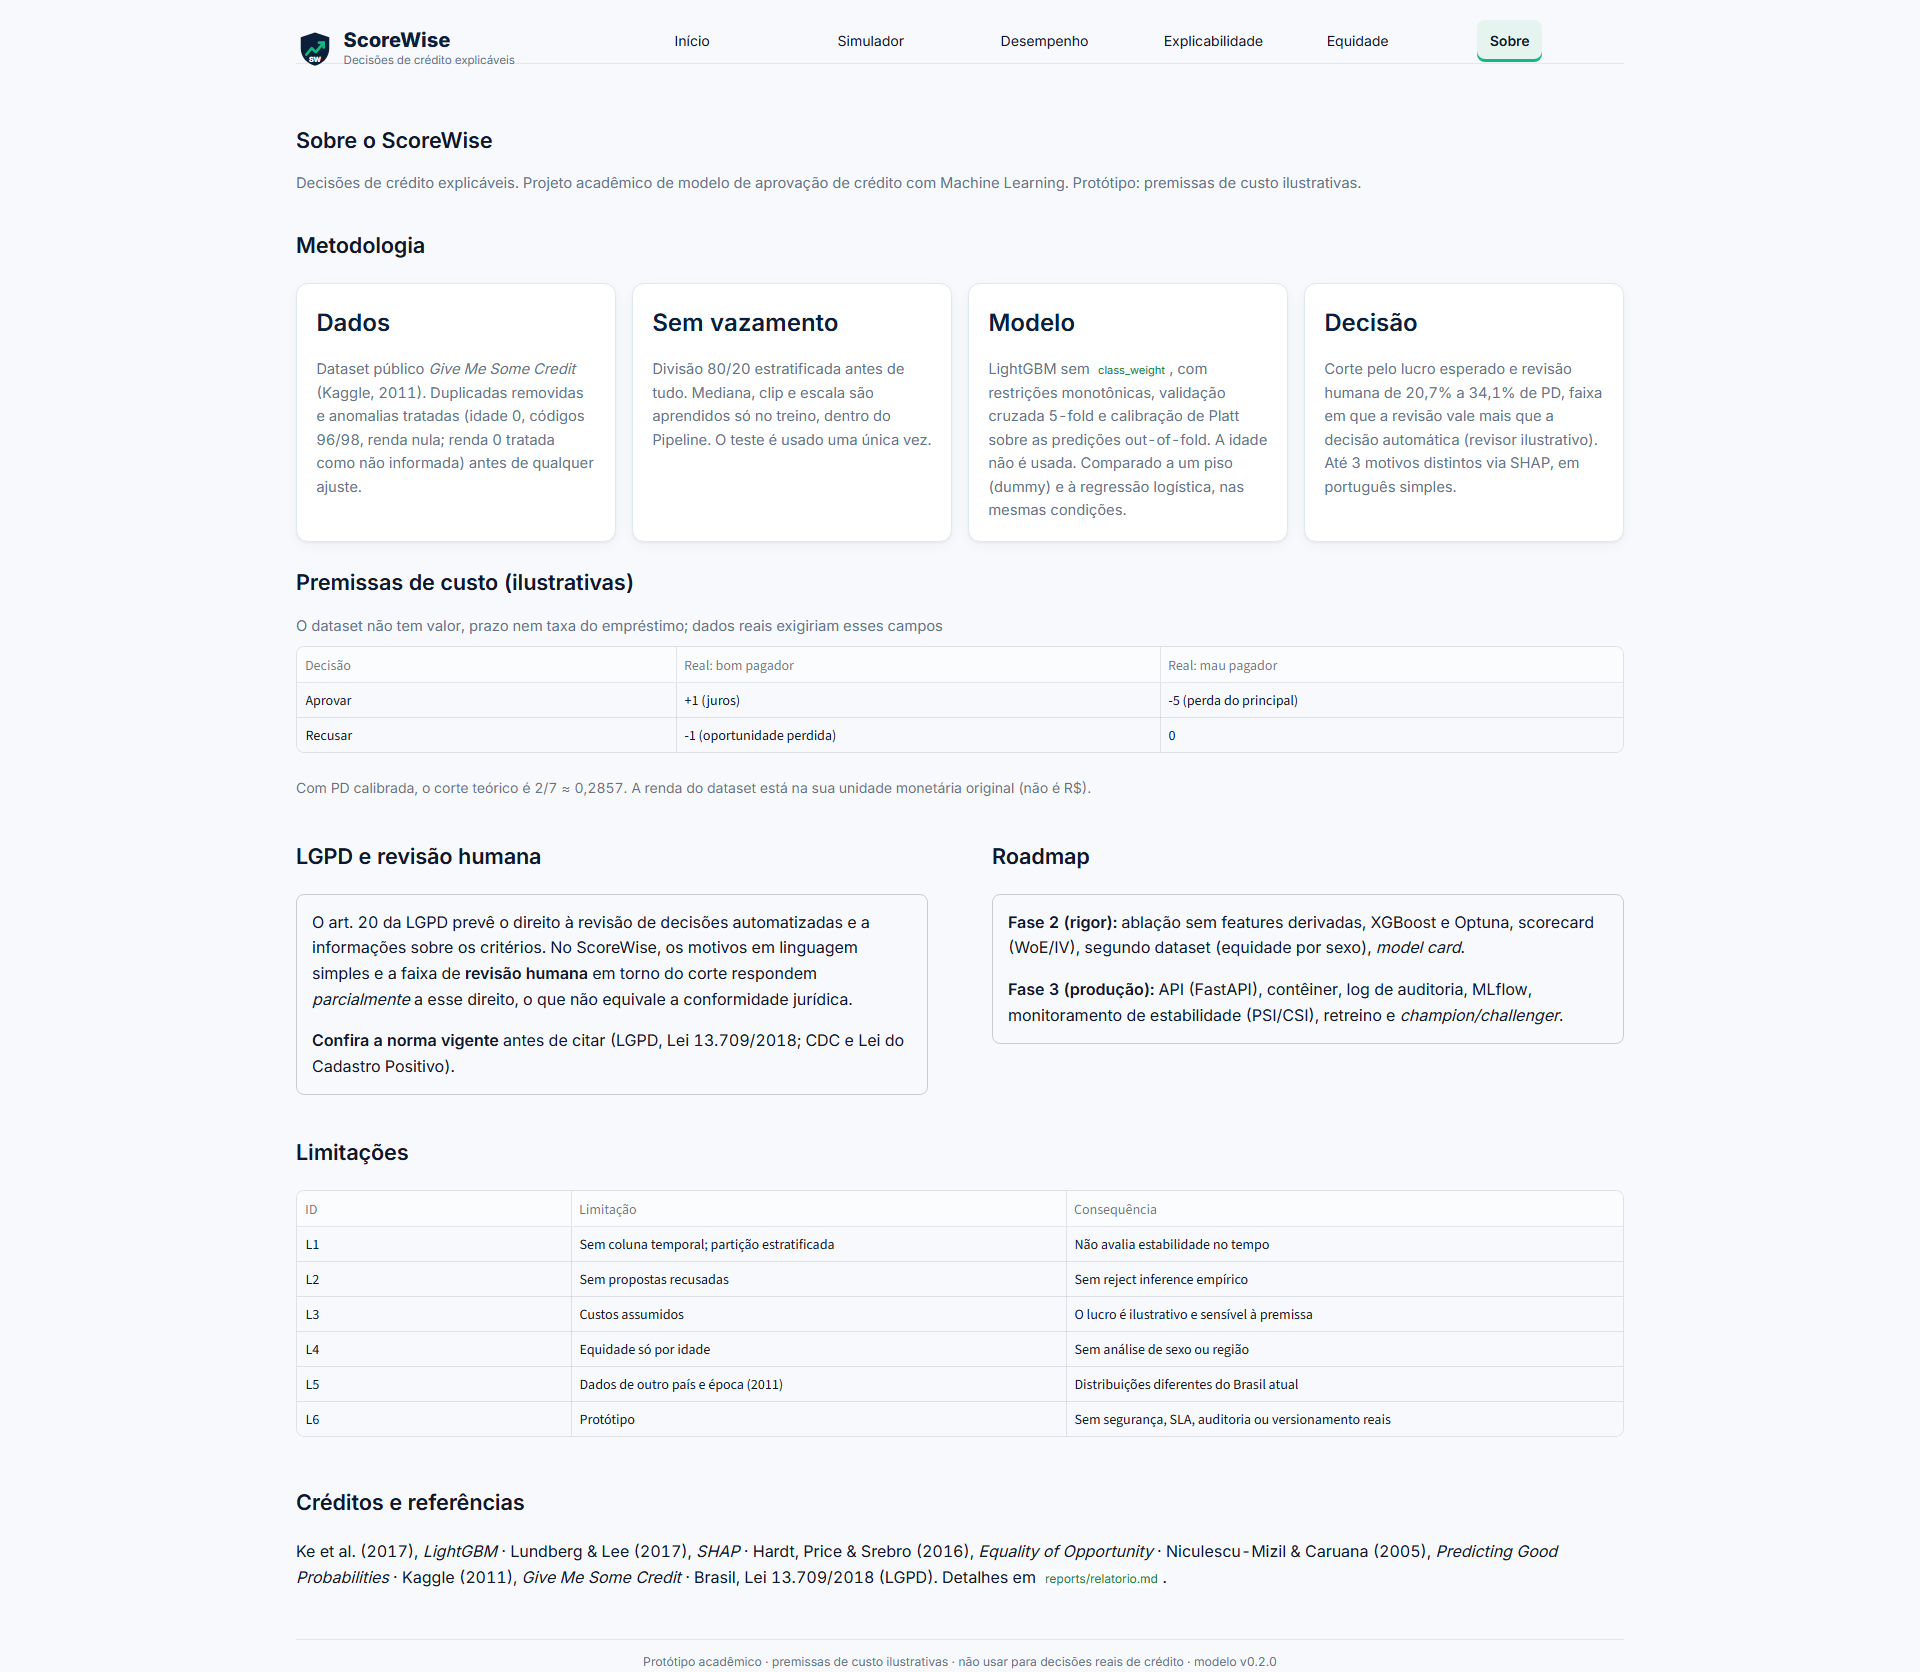 ScoreWise
Decisões de crédito explicáveis
Início
Simulador
Desempenho
Explicabilidade
Equidade
Sobre
SW
Sobre o ScoreWise
Decisões de crédito explicáveis. Projeto acadêmico de modelo de aprovação de crédito com Machine Learning. Protótipo: premissas de custo ilustrativas.
Metodologia
Dados
Dataset público Give Me Some Credit
(Kaggle, 2011). Duplicadas removidas
e anomalias tratadas (idade 0, códigos
96/98, renda nula; renda 0 tratada
como não informada) antes de qualquer
ajuste.
Sem vazamento
Divisão 80/20 estratificada antes de
tudo. Mediana, clip e escala são
aprendidos só no treino, dentro do
Pipeline. O teste é usado uma única vez.
Modelo
LightGBM sem class_weight , com
restrições monotônicas, validação
cruzada 5-fold e calibração de Platt
sobre as predições out-of-fold. A idade
não é usada. Comparado a um piso
(dummy) e à regressão logística, nas
mesmas condições.
Decisão
Corte pelo lucro esperado e revisão
humana de 20,7% a 34,1% de PD, faixa
em que a revisão vale mais que a
decisão automática (revisor ilustrativo).
Até 3 motivos distintos via SHAP, em
português simples.
Premissas de custo (ilustrativas)
O dataset não tem valor, prazo nem taxa do empréstimo; dados reais exigiriam esses campos
Decisão
Real: bom pagador
Real: mau pagador
Aprovar
+1 (juros)
-5 (perda do principal)
Recusar
-1 (oportunidade perdida)
0
Com PD calibrada, o corte teórico é 2/7 ≈ 0,2857. A renda do dataset está na sua unidade monetária original (não é R$).
LGPD e revisão humana
O art. 20 da LGPD prevê o direito à revisão de decisões automatizadas e a
informações sobre os critérios. No ScoreWise, os motivos em linguagem
simples e a faixa de revisão humana em torno do corte respondem
parcialmente a esse direito, o que não equivale a conformidade jurídica.
Confira a norma vigente antes de citar (LGPD, Lei 13.709/2018; CDC e Lei do
Cadastro Positivo).
Roadmap
Fase 2 (rigor): ablação sem features derivadas, XGBoost e Optuna, scorecard
(WoE/IV), segundo dataset (equidade por sexo), model card.
Fase 3 (produção): API (FastAPI), contêiner, log de auditoria, MLflow,
monitoramento de estabilidade (PSI/CSI), retreino e champion/challenger.
Limitações
ID
Limitação
Consequência
L1
Sem coluna temporal; partição estratificada
Não avalia estabilidade no tempo
L2
Sem propostas recusadas
Sem reject inference empírico
L3
Custos assumidos
O lucro é ilustrativo e sensível à premissa
L4
Equidade só por idade
Sem análise de sexo ou região
L5
Dados de outro país e época (2011)
Distribuições diferentes do Brasil atual
L6
Protótipo
Sem segurança, SLA, auditoria ou versionamento reais
Créditos e referências
Ke et al. (2017), LightGBM · Lundberg & Lee (2017), SHAP · Hardt, Price & Srebro (2016), Equality of Opportunity · Niculescu-Mizil & Caruana (2005), Predicting Good
Probabilities · Kaggle (2011), Give Me Some Credit · Brasil, Lei 13.709/2018 (LGPD). Detalhes em reports/relatorio.md .
Protótipo acadêmico · premissas de custo ilustrativas · não usar para decisões reais de crédito · modelo v0.2.0